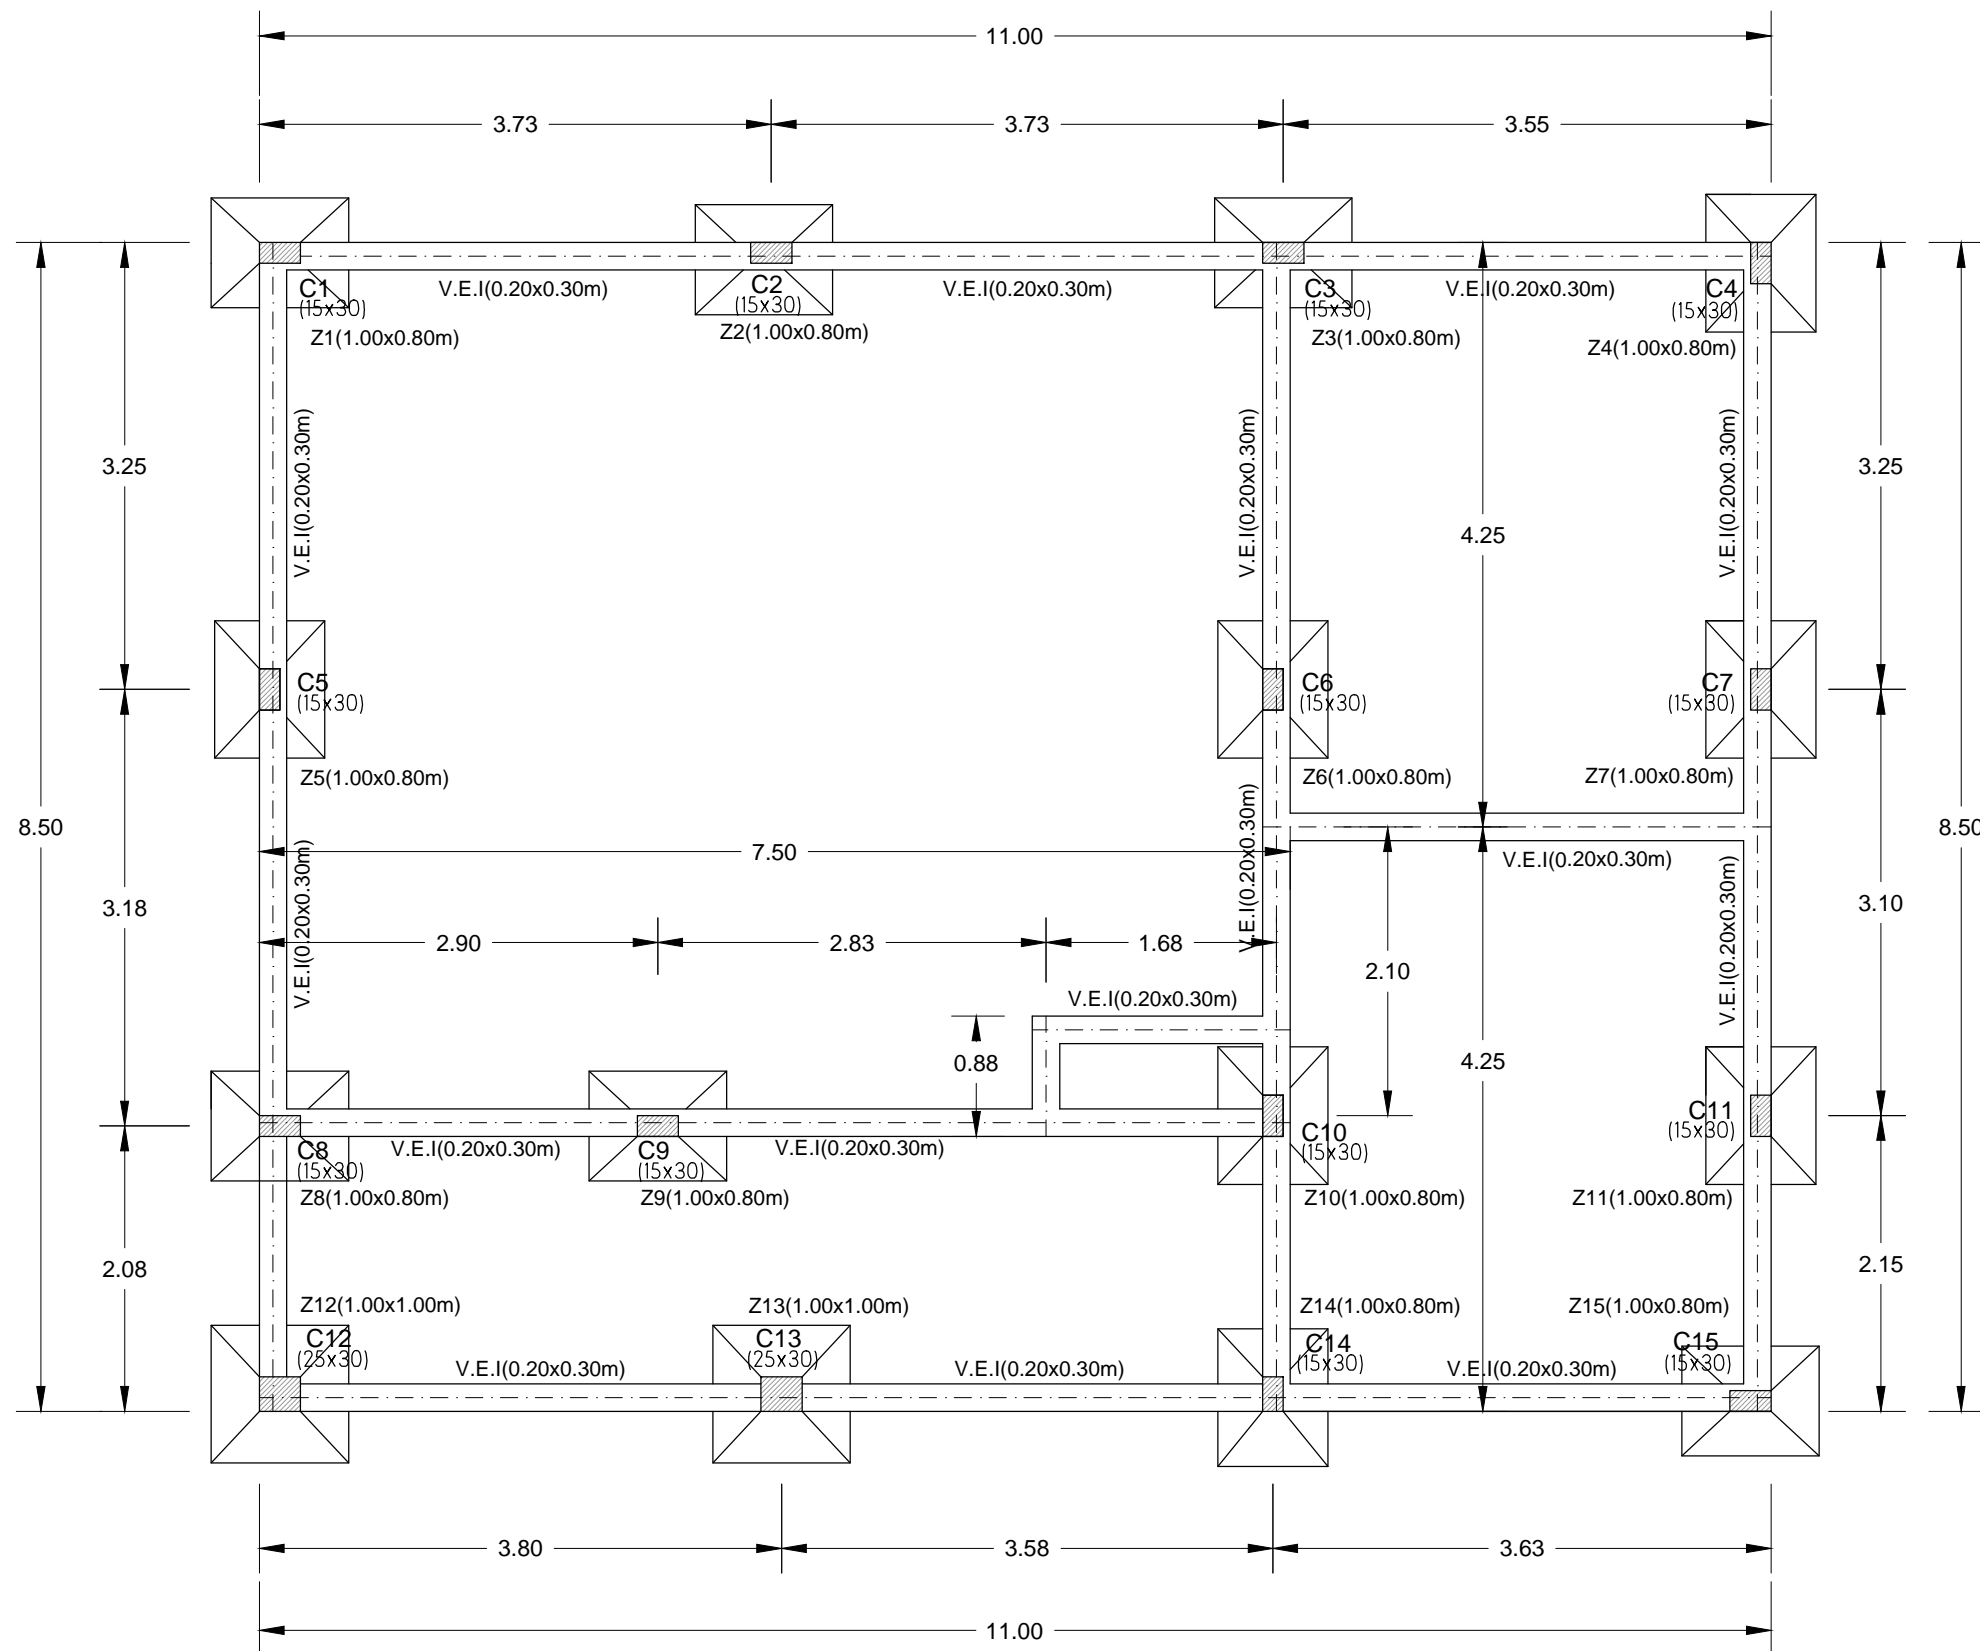 11.00
3.73
3.73
3.55
C1
(15x30)
Z1(1.00x0.80m)
V.E.I(0.20x0.30m)
C2
(15x30)
Z2(1.00x0.80m)
V.E.I(0.20x0.30m)
C3
(15x30)
Z3(1.00x0.80m)
V.E.I(0.20x0.30m)
C4
(15x30)
Z4(1.00x0.80m)
V.E.I(0.20x0.30m)
V.E.I(0.20x0.30m)
V.E.I(0.20x0.30m)
3.25
3.25
4.25
C5
(15x30)
Z5(1.00x0.80m)
C6
(15x30)
Z6(1.00x0.80m)
C7
(15x30)
Z7(1.00x0.80m)
8.50
8.50
7.50
V.E.I(0.20x0.30m)
V.E.I(0.20x0.30m)
V.E.I(0.20x0.30m)
V.E.I(0.20x0.30m)
3.18
3.10
2.90
2.83
1.68
2.10
V.E.I(0.20x0.30m)
0.88
4.25
C8
(15x30)
Z8(1.00x0.80m)
V.E.I(0.20x0.30m)
C9
(15x30)
Z9(1.00x0.80m)
V.E.I(0.20x0.30m)
C10
(15x30)
Z10(1.00x0.80m)
C11
(15x30)
Z11(1.00x0.80m)
2.08
2.15
Z12(1.00x1.00m)
C12
(25x30)
V.E.I(0.20x0.30m)
Z13(1.00x1.00m)
C13
(25x30)
V.E.I(0.20x0.30m)
Z14(1.00x0.80m)
C14
(15x30)
V.E.I(0.20x0.30m)
Z15(1.00x0.80m)
C15
(15x30)
3.80
3.58
3.63
11.00